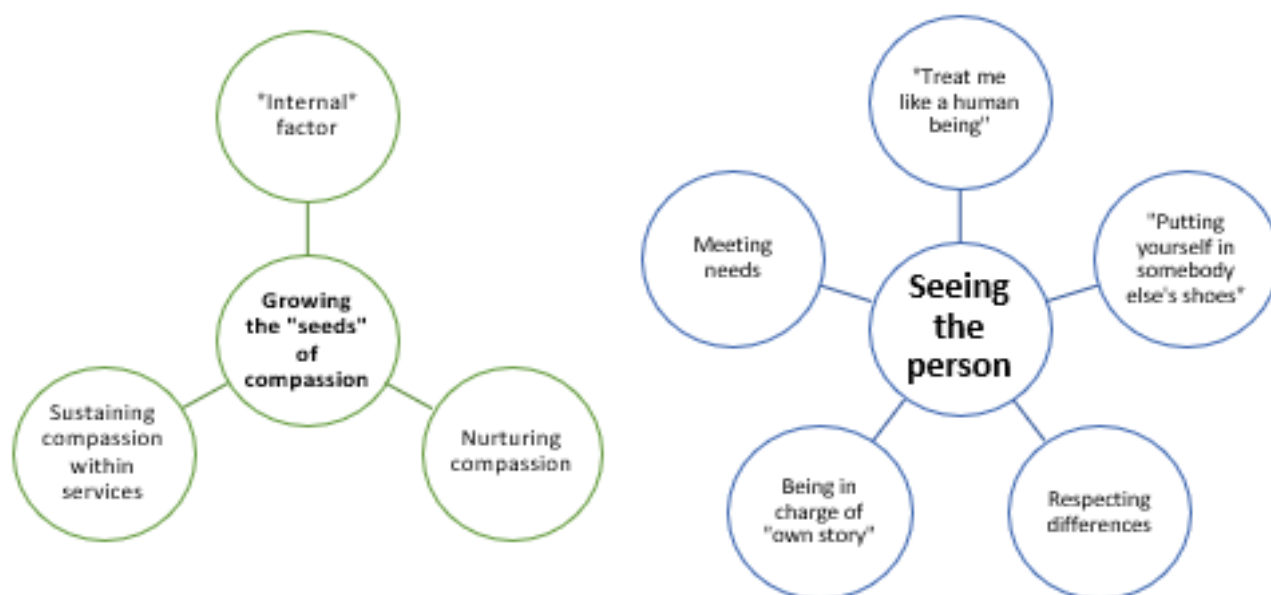 "Internal"
factor
Growing
the "seeds"
of
compassion
Sustaining
compassion
within
services
Nurturing
compassion
"Treat me
like a human
being"
Meeting
needs
"Putting
yourself in
somebody
else's shoes"
Seeing
the
person
Being in
charge of
"own story"
Respecting
differences